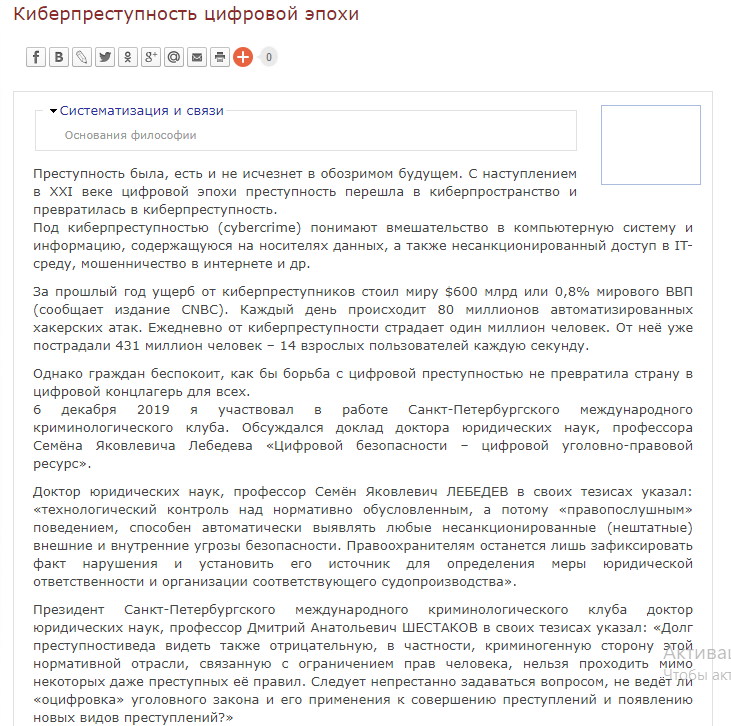 Киберпреступность цифровой эпохи
0
Систематизация и связи
Основания философии
Преступность была, есть и не исчезнет в обозримом будущем. С наступлением
в XXI веке цифровой эпохи преступность перешла в киберпространство и
превратилась в киберпреступность.
Под киберпреступностью (cybercrime) понимают вмешательство в компьютерную систему и
информацию, содержащуюся на носителях данных, а также несанкционированный доступ в IT-
среду, мошенничество в интернете и др.
За прошлый год ущерб от киберпреступников стоил миру $600 млрд или 0,8% мирового ВВП
(сообщает издание CNBC). Каждый день происходит 80 миллионов автоматизированных
хакерских атак. Ежедневно от киберпреступности страдает один миллион человек. От неё уже
пострадали 431 миллион человек – 14 взрослых пользователей каждую секунду.
Однако граждан беспокоит, как бы борьба с цифровой преступностью не превратила страну в
цифровой концлагерь для всех.
6 декабря 2019 я участвовал в работе Санкт-Петербургского международного
криминологического клуба. Обсуждался доклад доктора юридических наук, профессора
Семёна Яковлевича Лебедева «Цифровой безопасности – цифровой уголовно-правовой
ресурс».
Доктор юридических наук, профессор Семён Яковлевич ЛЕБЕДЕВ в своих тезисах указал:
«технологический контроль над нормативно обусловленным, а потому «правопослушным»
поведением, способен автоматически выявлять любые несанкционированные (нештатные)
внешние и внутренние угрозы безопасности. Правоохранителям останется лишь зафиксировать
факт нарушения и установить его источник для определения меры юридической
ответственности и организации соответствующего судопроизводства».
Президент Санкт-Петербургского международного криминологического клуба доктор
юридических наук, профессор Дмитрий Анатольевич ШЕСТАКОВ в своих тезисах указал: «Долг
преступностиведа видеть также отрицательную, в частности, криминогенную сторону этой
нормативной отрасли, связанную с ограничением прав человека, нельзя проходить мимо
некоторых даже преступных её правил. Следует непрестанно задаваться вопросом, не ведёт ли
«оцифровка» уголовного закона и его применения к совершению преступлений и появлению
новых видов преступлений?»
Активац
Чтобы акт